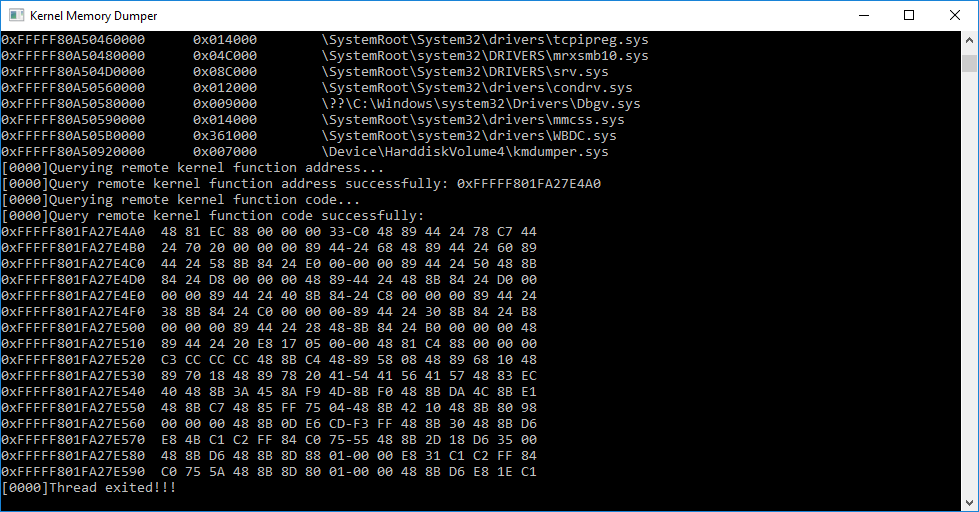 Kernel Memory Dumper
0xFFFFF80A50460000      0x014000        \SystemRoot\System32\drivers\tcpipreg.sys
0xFFFFF80A50480000      0x04C000        \SystemRoot\system32\DRIVERS\mrxsmb10.sys
0xFFFFF80A504D0000      0x08C000        \SystemRoot\System32\DRIVERS\srv.sys
0xFFFFF80A50560000      0x012000        \SystemRoot\System32\drivers\condrv.sys
0xFFFFF80A50580000      0x009000        \??\C:\Windows\system32\Drivers\Dbgv.sys
0xFFFFF80A50590000      0x014000        \SystemRoot\system32\drivers\mmcss.sys
0xFFFFF80A505B0000      0x361000        \SystemRoot\system32\drivers\WBDC.sys
0xFFFFF80A50920000      0x007000        \Device\HarddiskVolume4\kmdumper.sys
[0000]Querying remote kernel function address...
[0000]Query remote kernel function address successfully: 0xFFFFF801FA27E4A0
[0000]Querying remote kernel function code...
[0000]Query remote kernel function code successfully:
0xFFFFF801FA27E4A0  48 81 EC 88 00 00 00 33-C0 48 89 44 24 78 C7 44
0xFFFFF801FA27E4B0  24 70 20 00 00 00 89 44-24 68 48 89 44 24 60 89
0xFFFFF801FA27E4C0  44 24 58 8B 84 24 E0 00-00 00 89 44 24 50 48 8B
0xFFFFF801FA27E4D0  84 24 D8 00 00 00 48 89-44 24 48 8B 84 24 D0 00
0xFFFFF801FA27E4E0  00 00 89 44 24 40 8B 84-24 C8 00 00 00 89 44 24
0xFFFFF801FA27E4F0  38 8B 84 24 C0 00 00 00-89 44 24 30 8B 84 24 B8
0xFFFFF801FA27E500  00 00 00 89 44 24 28 48-8B 84 24 B0 00 00 00 48
0xFFFFF801FA27E510  89 44 24 20 E8 17 05 00-00 48 81 C4 88 00 00 00
0xFFFFF801FA27E520  C3 CC CC CC 48 8B C4 48-89 58 08 48 89 68 10 48
0xFFFFF801FA27E530  89 70 18 48 89 78 20 41-54 41 56 41 57 48 83 EC
0xFFFFF801FA27E540  40 48 8B 3A 45 8A F9 4D-8B F0 48 8B DA 4C 8B E1
0xFFFFF801FA27E550  48 8B C7 48 85 FF 75 04-48 8B 42 10 48 8B 80 98
0xFFFFF801FA27E560  00 00 00 48 8B 0D E6 CD-F3 FF 48 8B 30 48 8B D6
0xFFFFF801FA27E570  E8 4B C1 C2 FF 84 C0 75-55 48 8B 2D 18 D6 35 00
0xFFFFF801FA27E580  48 8B D6 48 8B 8D 88 01-00 00 E8 31 C1 C2 FF 84
0xFFFFF801FA27E590  C0 75 5A 48 8B 8D 80 01-00 00 48 8B D6 E8 1E C1
[0000]Thread exited!!!